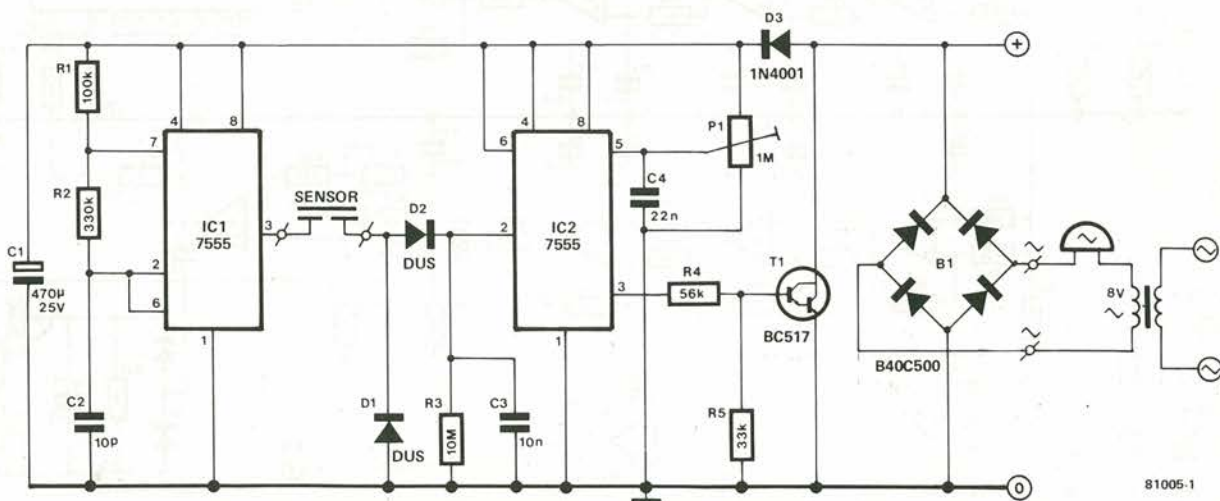 D3
1N4001
+
R1
100k
4
8
7
R2
330k
IC1
7555
3
SENSOR
D2
DUS
2
6
1
C1
470µ
25V
C2
10p
D1
DUS
R3
10M
C3
10n
4
8
6
5
IC2
7555
2
3
1
C4
22n
P1
1M
R4
56k
T1
BC517
R5
33k
B1
B40C500
~
~
~
8V
~
~
~
0
81005-1